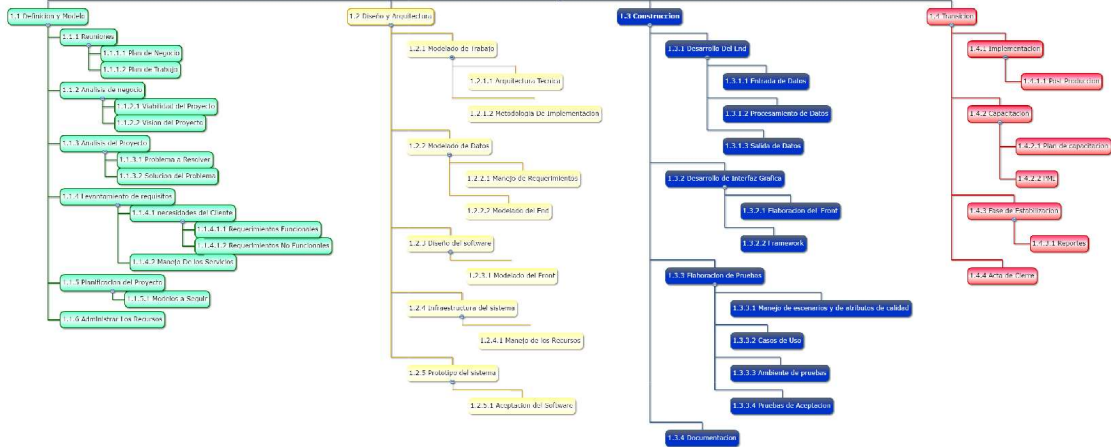 1.1 Definicion y Modelo
1.1.1 Reuniones
1.1.1.1 Plan de Negocio
1.1.1.2 Plan de Trabajo
1.1.2 Analisis de negocio
1.1.2.1 Viabilidad del Proyecto
1.1.2.2 Vision del Proyecto
1.1.3 Analisis del Proyecto
1.1.3.1 Problema a Resolver
1.1.3.2 Solucion del Problema
1.1.4 Levantamiento de requisitos
1.1.4.1 necesidades del Cliente
1.1.4.1.1 Requerimientos Funcionales
1.1.4.1.2 Requerimientos No Funcionales
1.1.4.2 Manejo De los Servicios
1.1.5 Planificacion del Proyecto
1.1.5.1 Modelos a Seguir
1.1.6 Administrar Los Recursos
1.2 Diseño y Arquitectura
1.2.1 Modelado de Trabajo
1.2.1.1 Arquitectura Tecnica
1.2.1.2 Metodologia De Implementacion
1.2.2 Modelado de Datos
1.2.2.1 Manejo de Requerimientos
1.2.2.2 Modelado del End
1.2.3 Diseño del software
1.2.3.1 Modelado del Front
1.2.4 Infraestructura del sistema
1.2.4.1 Manejo de los Recursos
1.2.5 Prototipo del sistema
1.2.5.1 Aceptacion del Software
1.3 Construccion
1.3.1 Desarrollo Del End
1.3.1.1 Entrada de Datos
1.3.1.2 Procesamiento de Datos
1.3.1.3 Salida de Datos
1.3.2 Desarrollo de Interfaz Grafica
1.3.2.1 Elaboracion del Front
1.3.2.2 Framework
1.3.3 Elaboracion de Pruebas
1.3.3.1 Manejo de escenarios y de atributos de calidad
1.3.3.2 Casos de Uso
1.3.3.3 Ambiente de pruebas
1.3.3.4 Pruebas de Aceptacion
1.3.4 Documentacion
1.4 Transicion
1.4.1 Implementacion
1.4.1.1 Post Produccion
1.4.2 Capacitacion
1.4.2.1 Plan de capacitacion
1.4.2.2 PMI
1.4.3 Fase de Estabilizacion
1.4.3.1 Reportes
1.4.4 Acto de Cierre